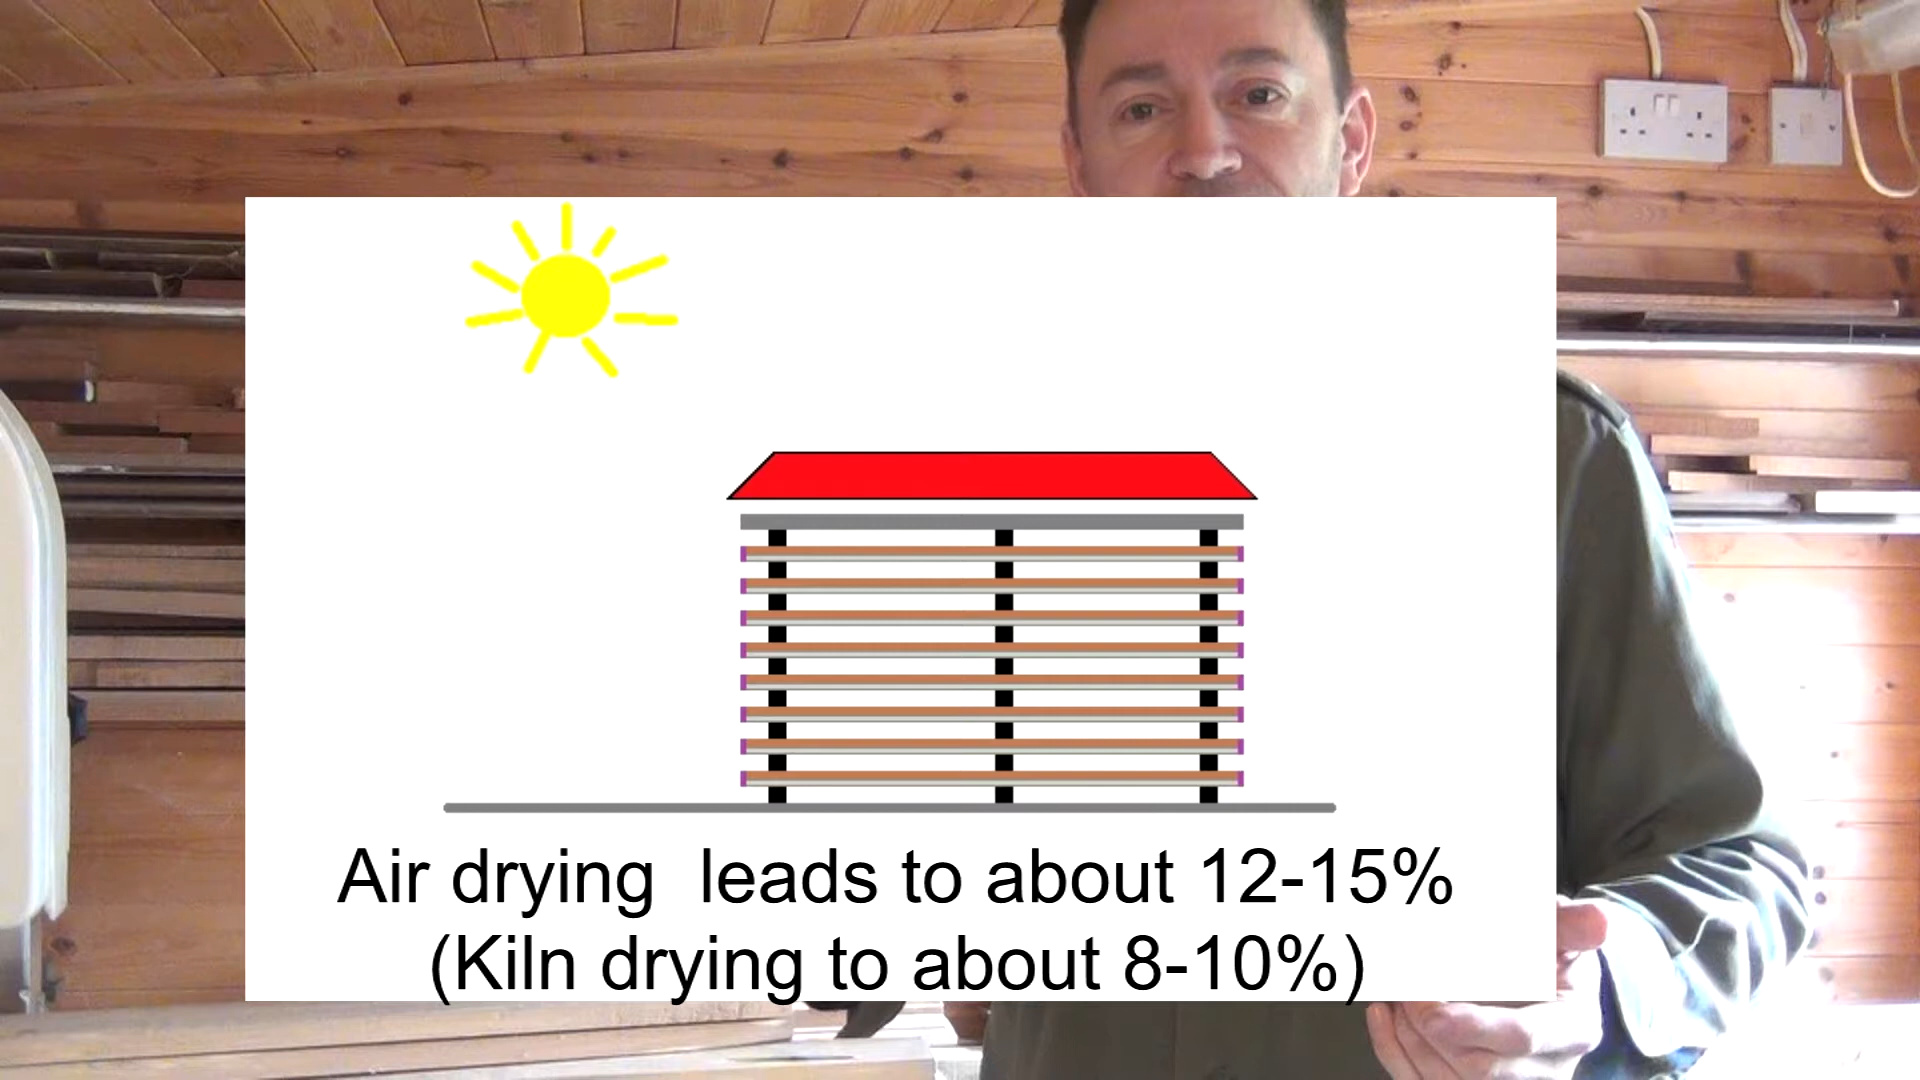 Air drying  leads to about 12-15%
(Kiln drying to about 8-10%)